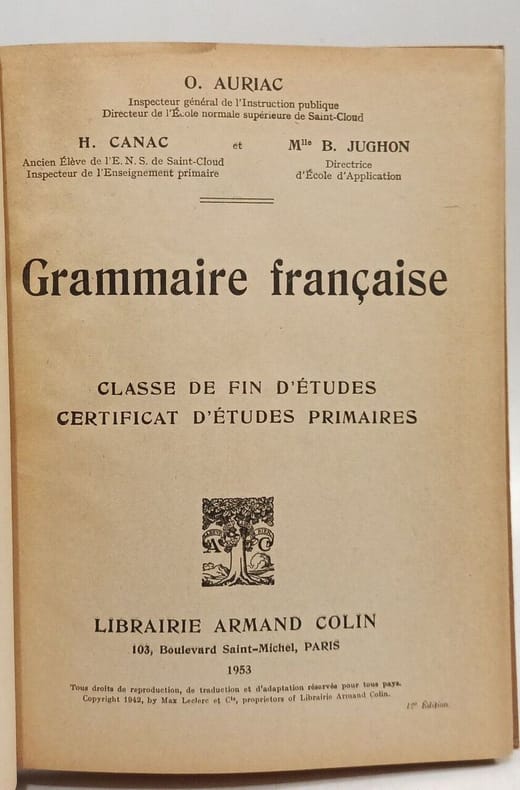 O. AURIAC
Inspecteur général de l'Instruction publique
Directeur de l'École normale supérieure de Saint-Cloud
H. CANAC et Mlle B. JUGHON
Ancien Élève de l'E. N. S. de Saint-Cloud
Inspecteur de l'Enseignement primaire
Directrice
d'École d'Application
Grammaire française
CLASSE DE FIN D'ÉTUDES
CERTIFICAT D'ÉTUDES PRIMAIRES
A C
LIBRAIRIE ARMAND COLIN
103, Boulevard Saint-Michel, PARIS
1953
Tous droits de reproduction, de traduction et d'adaptation réservés pour tous pays.
Copyright 1942, by Max Leclerc et Cie, proprietors of Librairie Armand Colin.
Édition